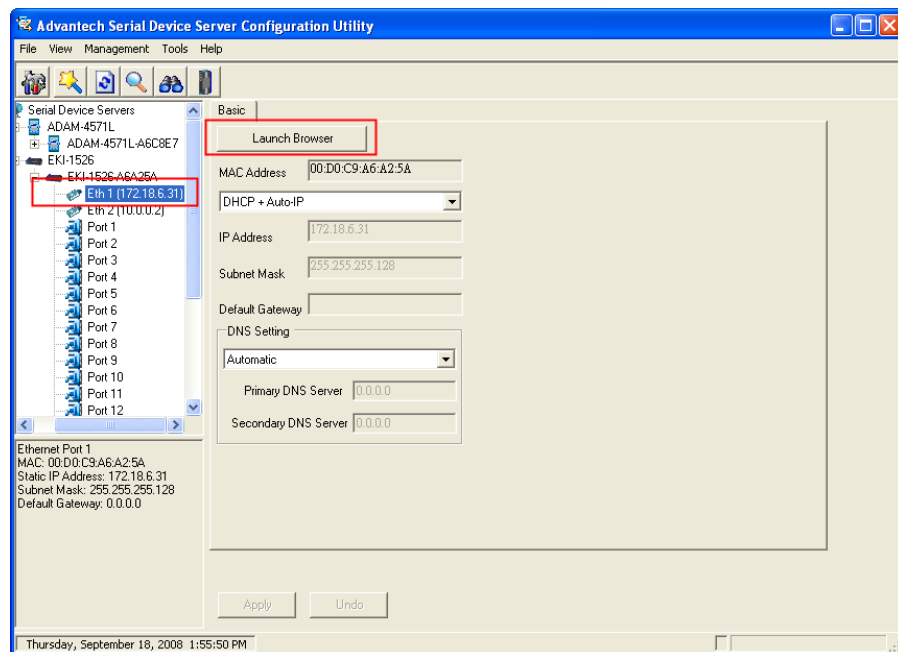 Advantech Serial Device Server Configuration Utility
File View Management Tools Help
Serial Device Servers
ADAM-4571L
ADAM-4571L-A6C8E7
EKI-1526
EKI-1526-A6A25A
Eth 1 (172.18.6.31)
Eth 2 (10.0.0.2)
Port 1
Port 2
Port 3
Port 4
Port 5
Port 6
Port 7
Port 8
Port 9
Port 10
Port 11
Port 12
Ethernet Port 1
MAC: 00:D0:C9:A6:A2:5A
Static IP Address: 172.18.6.31
Subnet Mask: 255.255.255.128
Default Gateway: 0.0.0.0
Basic
Launch Browser
MAC Address 00:D0:C9:A6:A2:5A
DHCP + Auto-IP
IP Address 172.18.6.31
Subnet Mask 255.255.255.128
Default Gateway
DNS Setting
Automatic
Primary DNS Server 0.0.0.0
Secondary DNS Server 0.0.0.0
Apply Undo
Thursday, September 18, 2008 1:55:50 PM